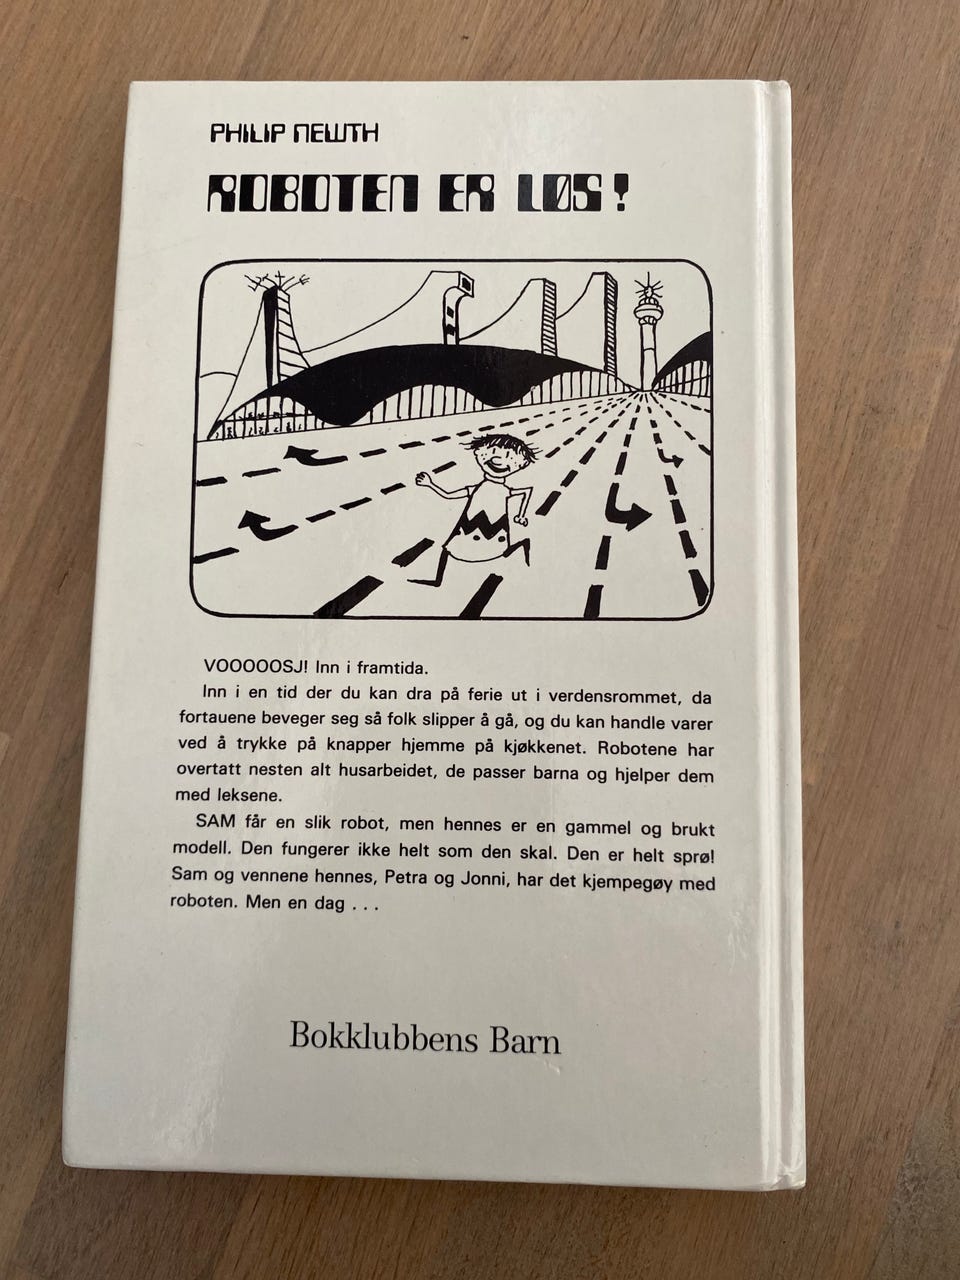 PHILIP NEWTH
ROBOTEN ER LØS!
VOOOOOSJ! Inn i framtida.
Inn i en tid der du kan dra på ferie ut i verdensrommet, da
fortauene beveger seg så folk slipper å gå, og du kan handle varer
ved å trykke på knapper hjemme på kjøkkenet. Robotene har
overtatt nesten alt husarbeidet, de passer barna og hjelper dem
med leksene.
SAM får en slik robot, men hennes er en gammel og brukt
modell. Den fungerer ikke helt som den skal. Den er helt sprø!
Sam og vennene hennes, Petra og Jonni, har det kjempegøy med
roboten. Men en dag . . .
Bokklubbens Barn